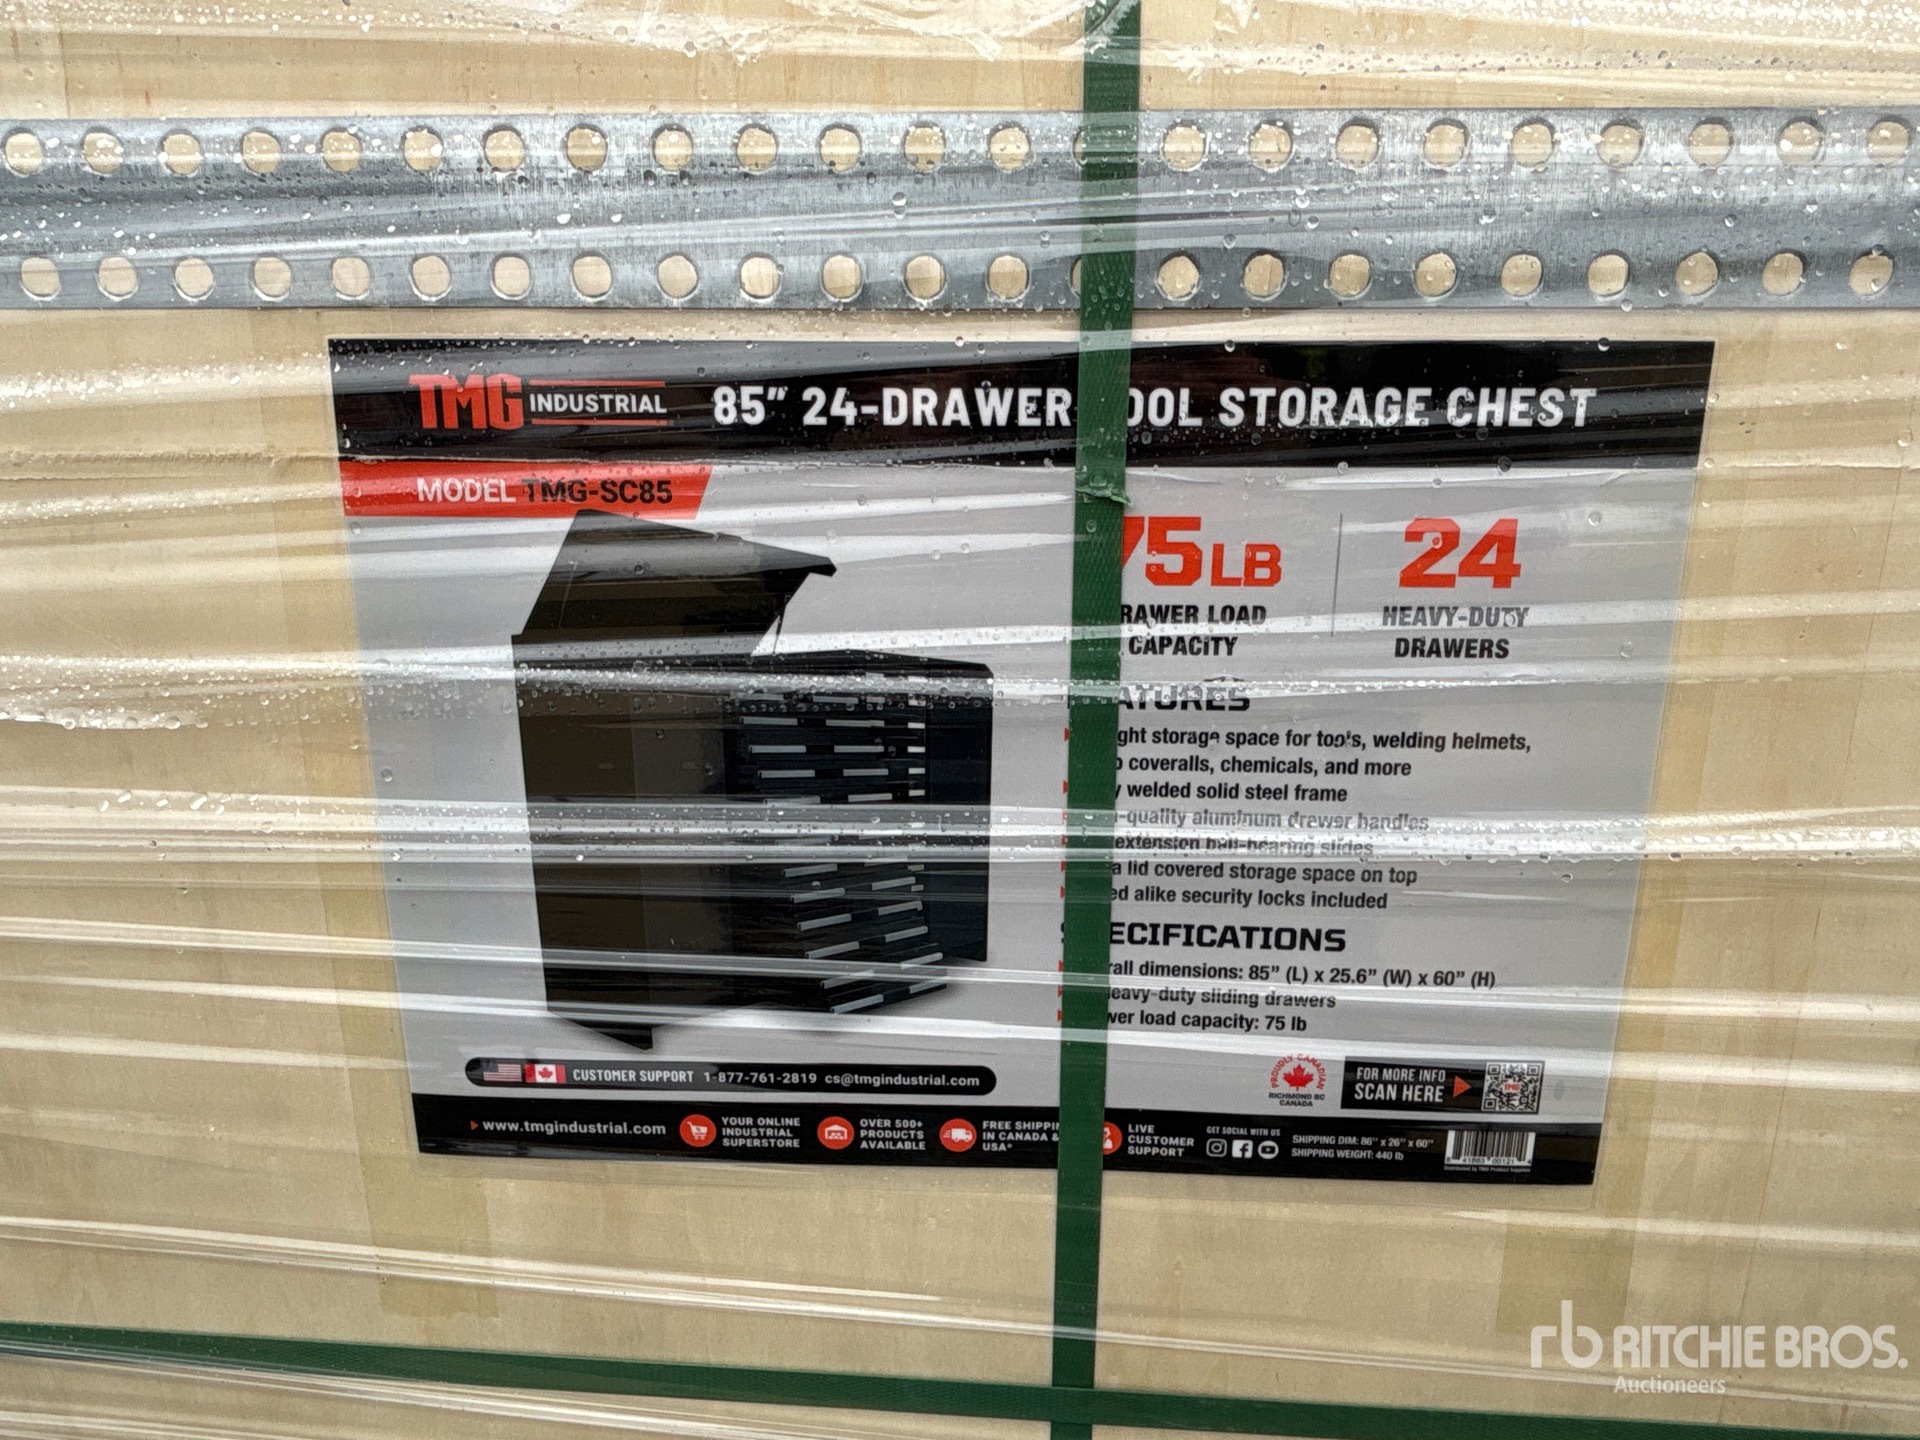 TMG INDUSTRIAL 85" 24-DRAWER OOL STORAGE CHEST
MODEL TMG-SC85
75LB
RAWER LOAD
CAPACITY
24
HEAVY-DUTY
DRAWERS
ATURES
ght storage space for tools, welding helmets,
coveralls, chemicals, and more
y welded solid steel frame
-quality aluminum drawer handles
extension ball-bearing slides
a lid covered storage space on top
ed alike security locks included
ECIFICATIONS
rall dimensions: 85" (L) x 25.6" (W) x 60" (H)
eavy-duty sliding drawers
wer load capacity: 75 lb
CUSTOMER SUPPORT 1-877-761-2819 cs@tmgindustrial.com
PROUDLY CANADIAN
RICHMOND BC
CANADA
FOR MORE INFO
SCAN HERE
www.tmgindustrial.com
YOUR ONLINE
INDUSTRIAL
SUPERSTORE
OVER 500+
PRODUCTS
AVAILABLE
FREE SHIPPIN
IN CANADA &
USA*
LIVE
CUSTOMER
SUPPORT
GET SOCIAL WITH US
SHIPPING DIM: 86" x 26" x 60"
SHIPPING WEIGHT: 440 lb
rb RITCHIE BROS.
Auctioneers